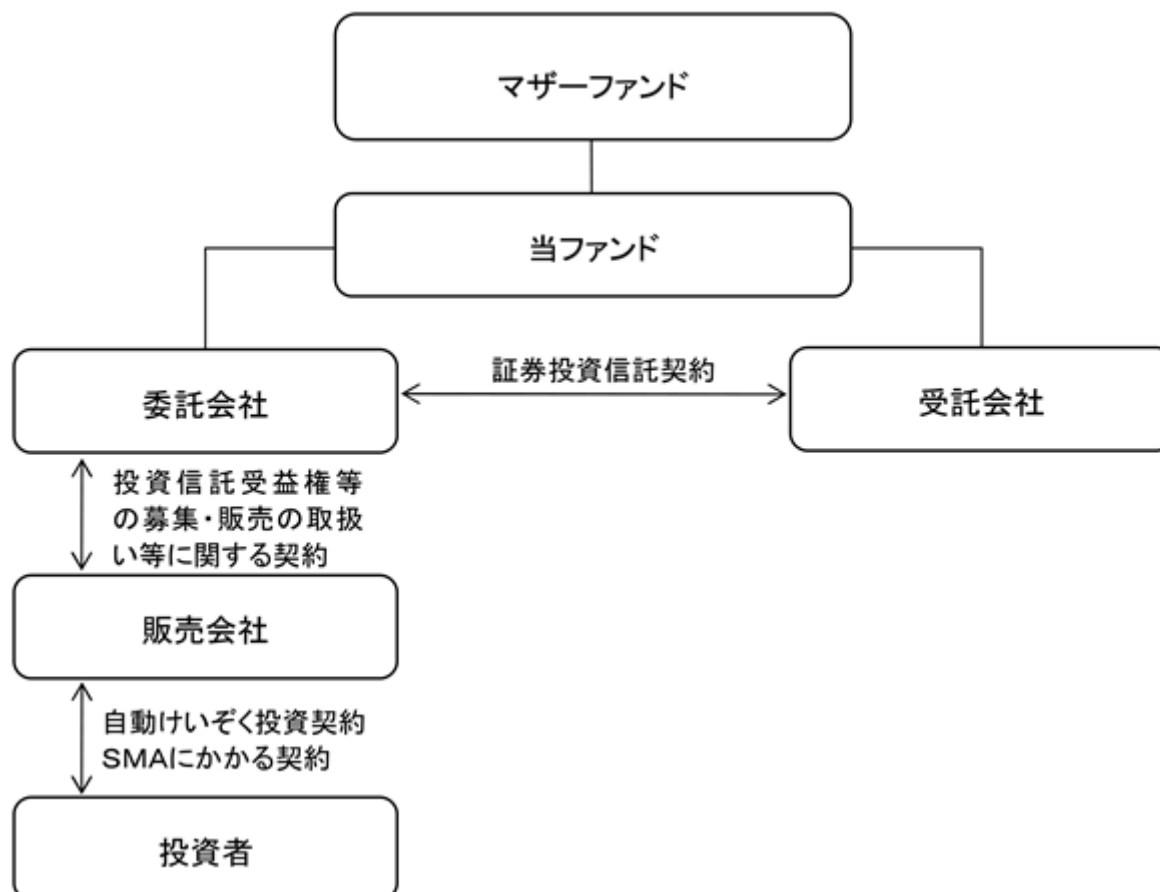 マザーファンド
当ファンド
証券投資信託契約
委託会社
受託会社
投資信託受益権等
の募集・販売の取扱
い等に関する契約
販売会社
自動けいぞく投資契約
SMAにかかる契約
投資者